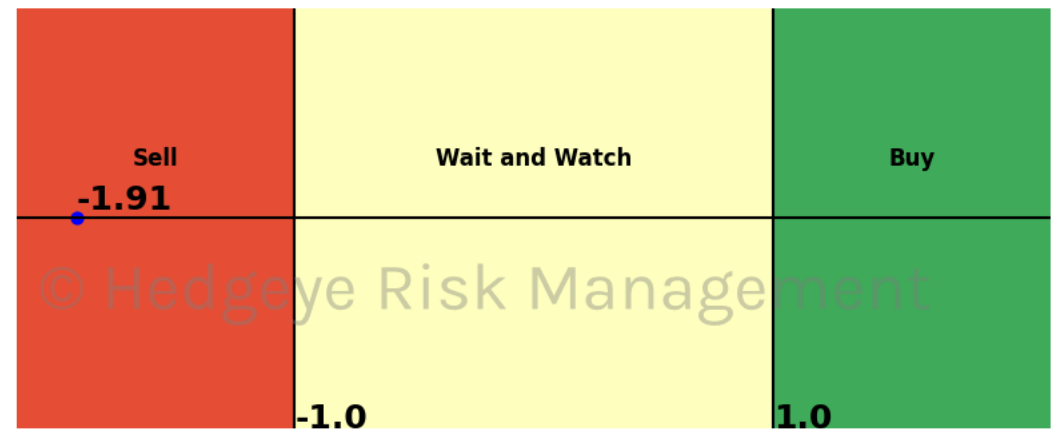 Sell
Wait and Watch
Buy
-1.91
© Hedgeye Risk Management
-1.0
1.0